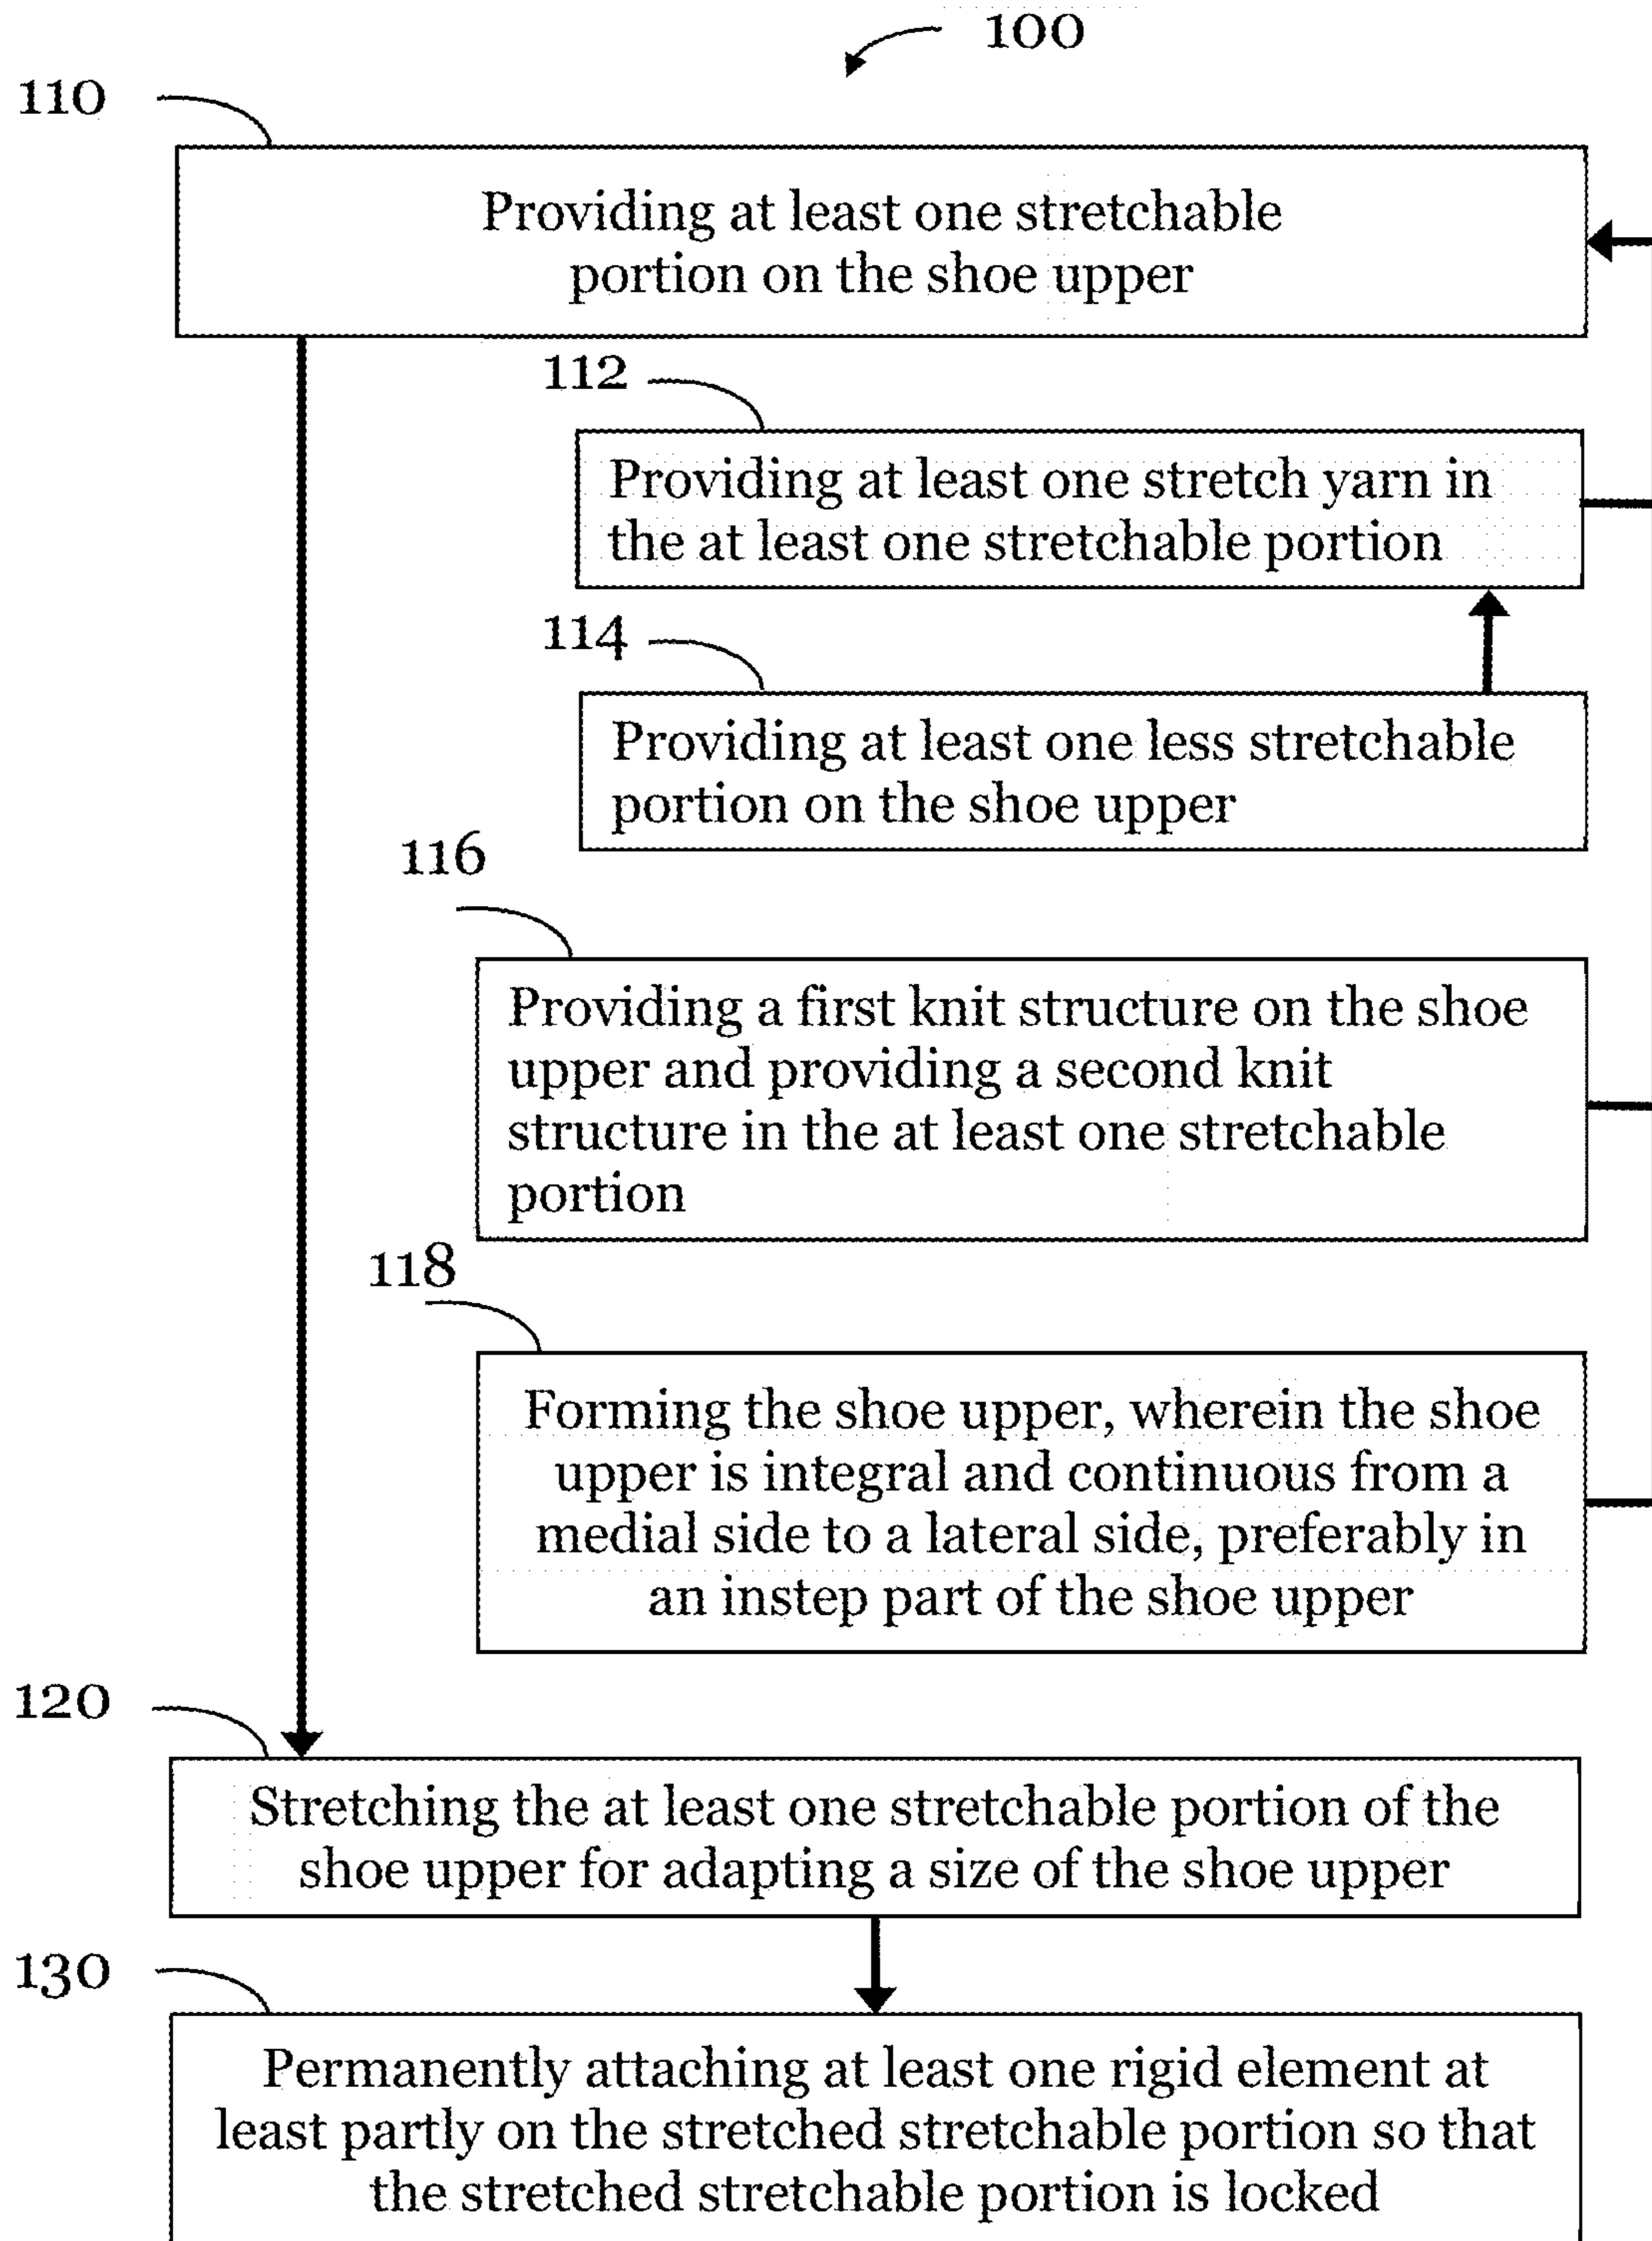 100
110
Providing at least one stretchable
portion on the shoe upper
112
Providing at least one stretch yarn in
the at least one stretchable portion
114
Providing at least one less stretchable
portion on the shoe upper
116
Providing a first knit structure on the shoe
upper and providing a second knit
structure in the at least one stretchable
portion
118
Forming the shoe upper, wherein the shoe
upper is integral and continuous from a
medial side to a lateral side, preferably in
an instep part of the shoe upper
120
Stretching the at least one stretchable portion of the
shoe upper for adapting a size of the shoe upper
130
Permanently attaching at least one rigid element at
least partly on the stretched stretchable portion so that
the stretched stretchable portion is locked